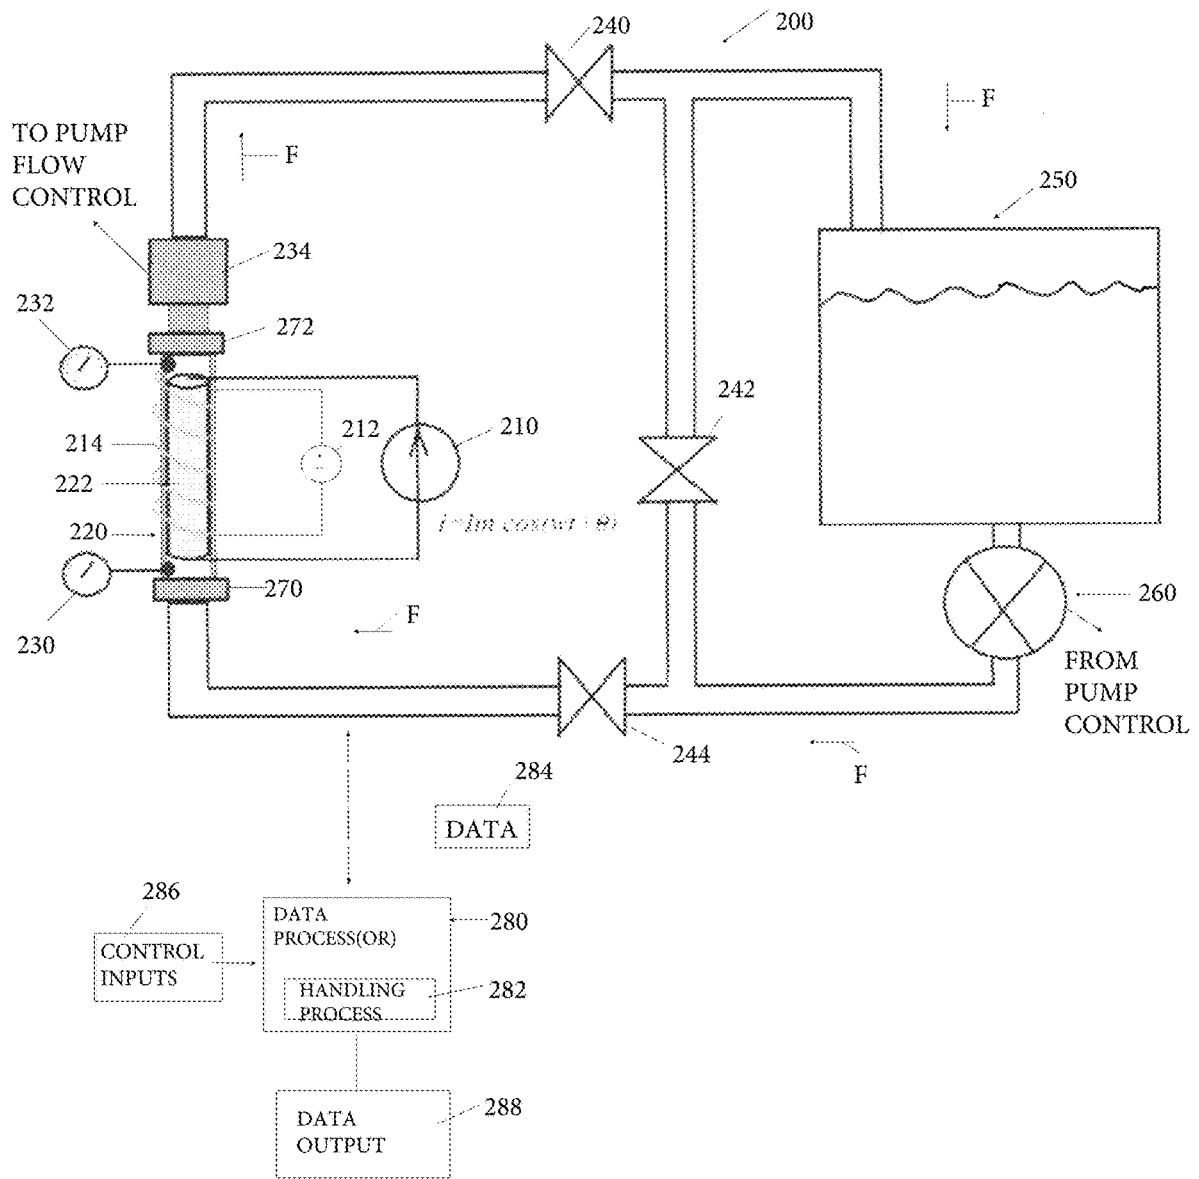 240
200
F
TO PUMP
FLOW
CONTROL
F
250
234
232
272
242
212
210
214
222
220
270
260
230
F
FROM
PUMP
CONTROL
244
F
284
DATA
286
DATA
PROCESS(OR)
280
CONTROL
INPUTS
HANDLING
PROCESS
282
288
DATA
OUTPUT